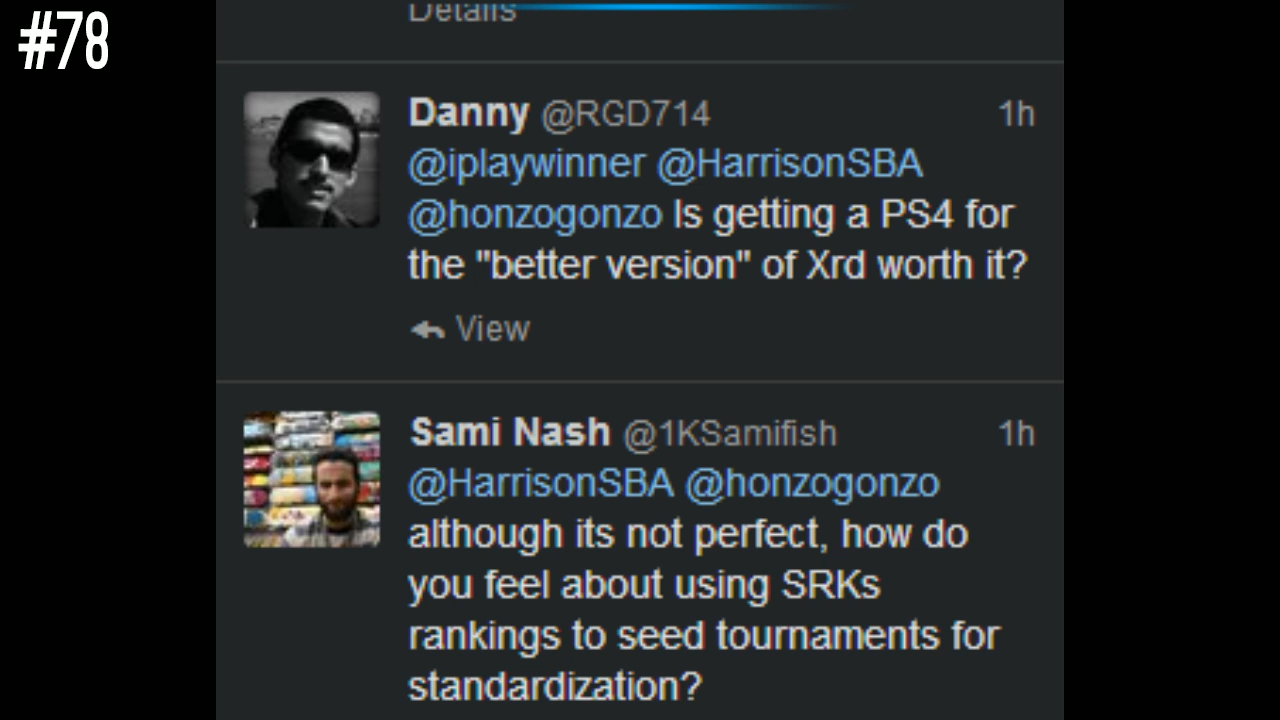 #78
Details
Danny @RGD714 1h
@iplaywinner @HarrisonSBA
@honzogonzo Is getting a PS4 for
the "better version" of Xrd worth it?
View
Sami Nash @1KSamifish 1h
@HarrisonSBA @honzogonzo
although its not perfect, how do
you feel about using SRKs
rankings to seed tournaments for
standardization?